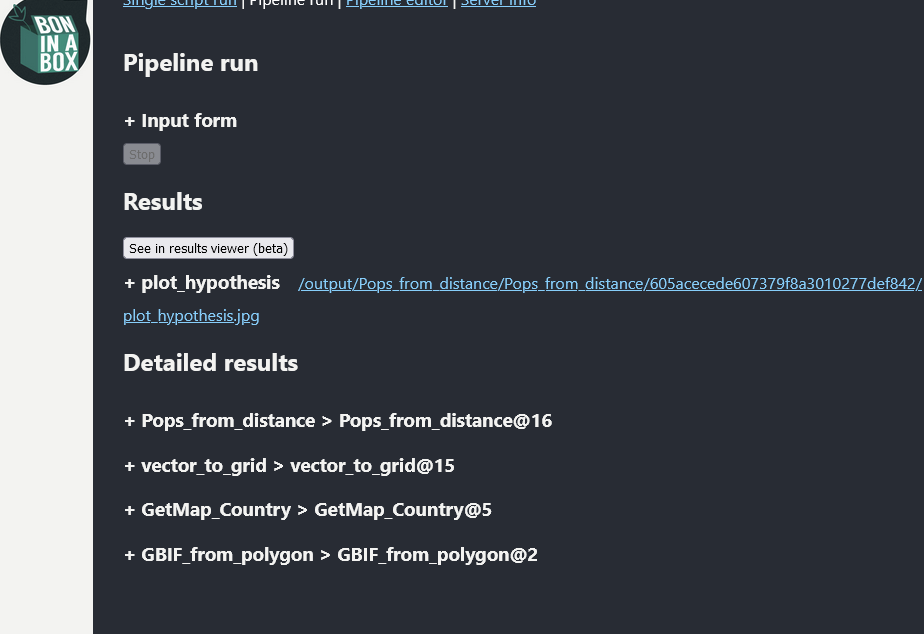 Single script run | Pipeline run | Pipeline editor | Server info
BON
IN A
BOX
Pipeline run
+ Input form
Stop
Results
See in results viewer (beta)
+ plot_hypothesis /output/Pops_from_distance/Pops_from_distance/605acecede607379f8a3010277def842/
plot_hypothesis.jpg
Detailed results
+ Pops_from_distance > Pops_from_distance@16
+ vector_to_grid > vector_to_grid@15
+ GetMap_Country > GetMap_Country@5
+ GBIF_from_polygon > GBIF_from_polygon@2